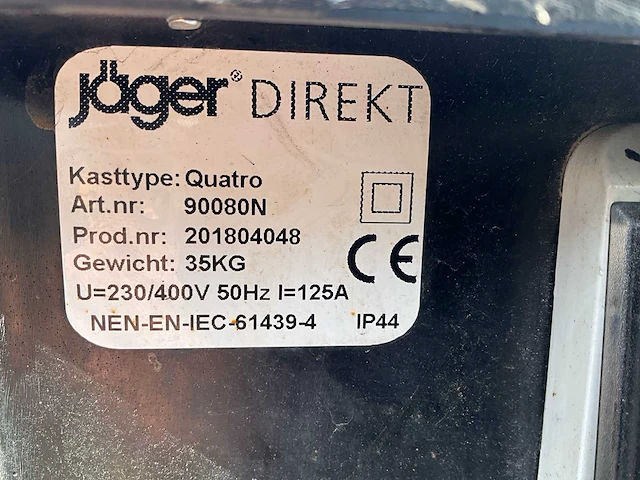 jäger® DIREKT
Kasttype: Quatro
Art.nr: 90080N
Prod.nr: 201804048
Gewicht: 35KG
CE
U=230/400V 50Hz I=125A
NEN-EN-IEC-61439-4 IP44